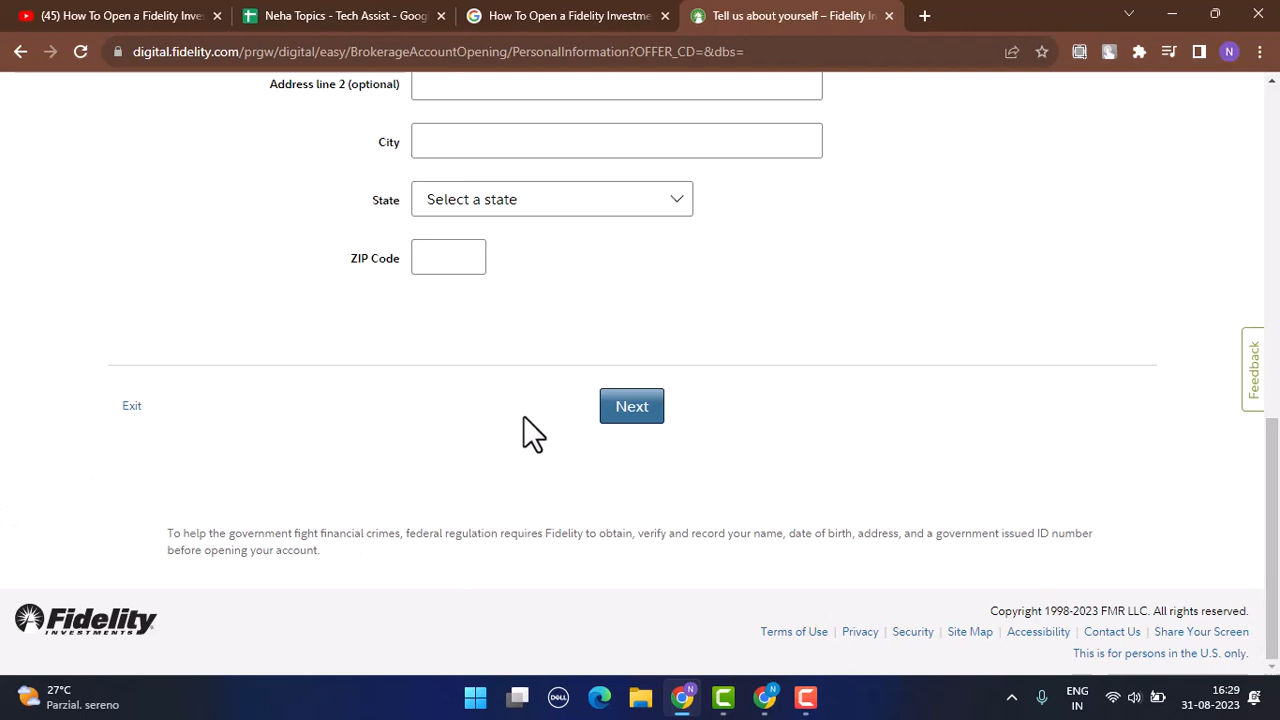 (45) How To Open a Fidelity Inves
Neha Topics - Tech Assist - Goog
How To Open a Fidelity Investme
Tell us about yourself – Fidelity In
digital.fidelity.com/prgw/digital/easy/BrokerageAccountOpening/PersonalInformation?OFFER_CD=&dbs=
N
Address line 2 (optional)
City
State
Select a state
ZIP Code
Feedback
Exit
Next
To help the government fight financial crimes, federal regulation requires Fidelity to obtain, verify and record your name, date of birth, address, and a government issued ID number
before opening your account.
Fidelity
INVESTMENTS
Copyright 1998-2023 FMR LLC. All rights reserved.
Terms of Use | Privacy | Security | Site Map | Accessibility | Contact Us | Share Your Screen
This is for persons in the U.S. only.
27°C
Parzial. sereno
DELL
N
N
ENG
IN
16:29
31-08-2023